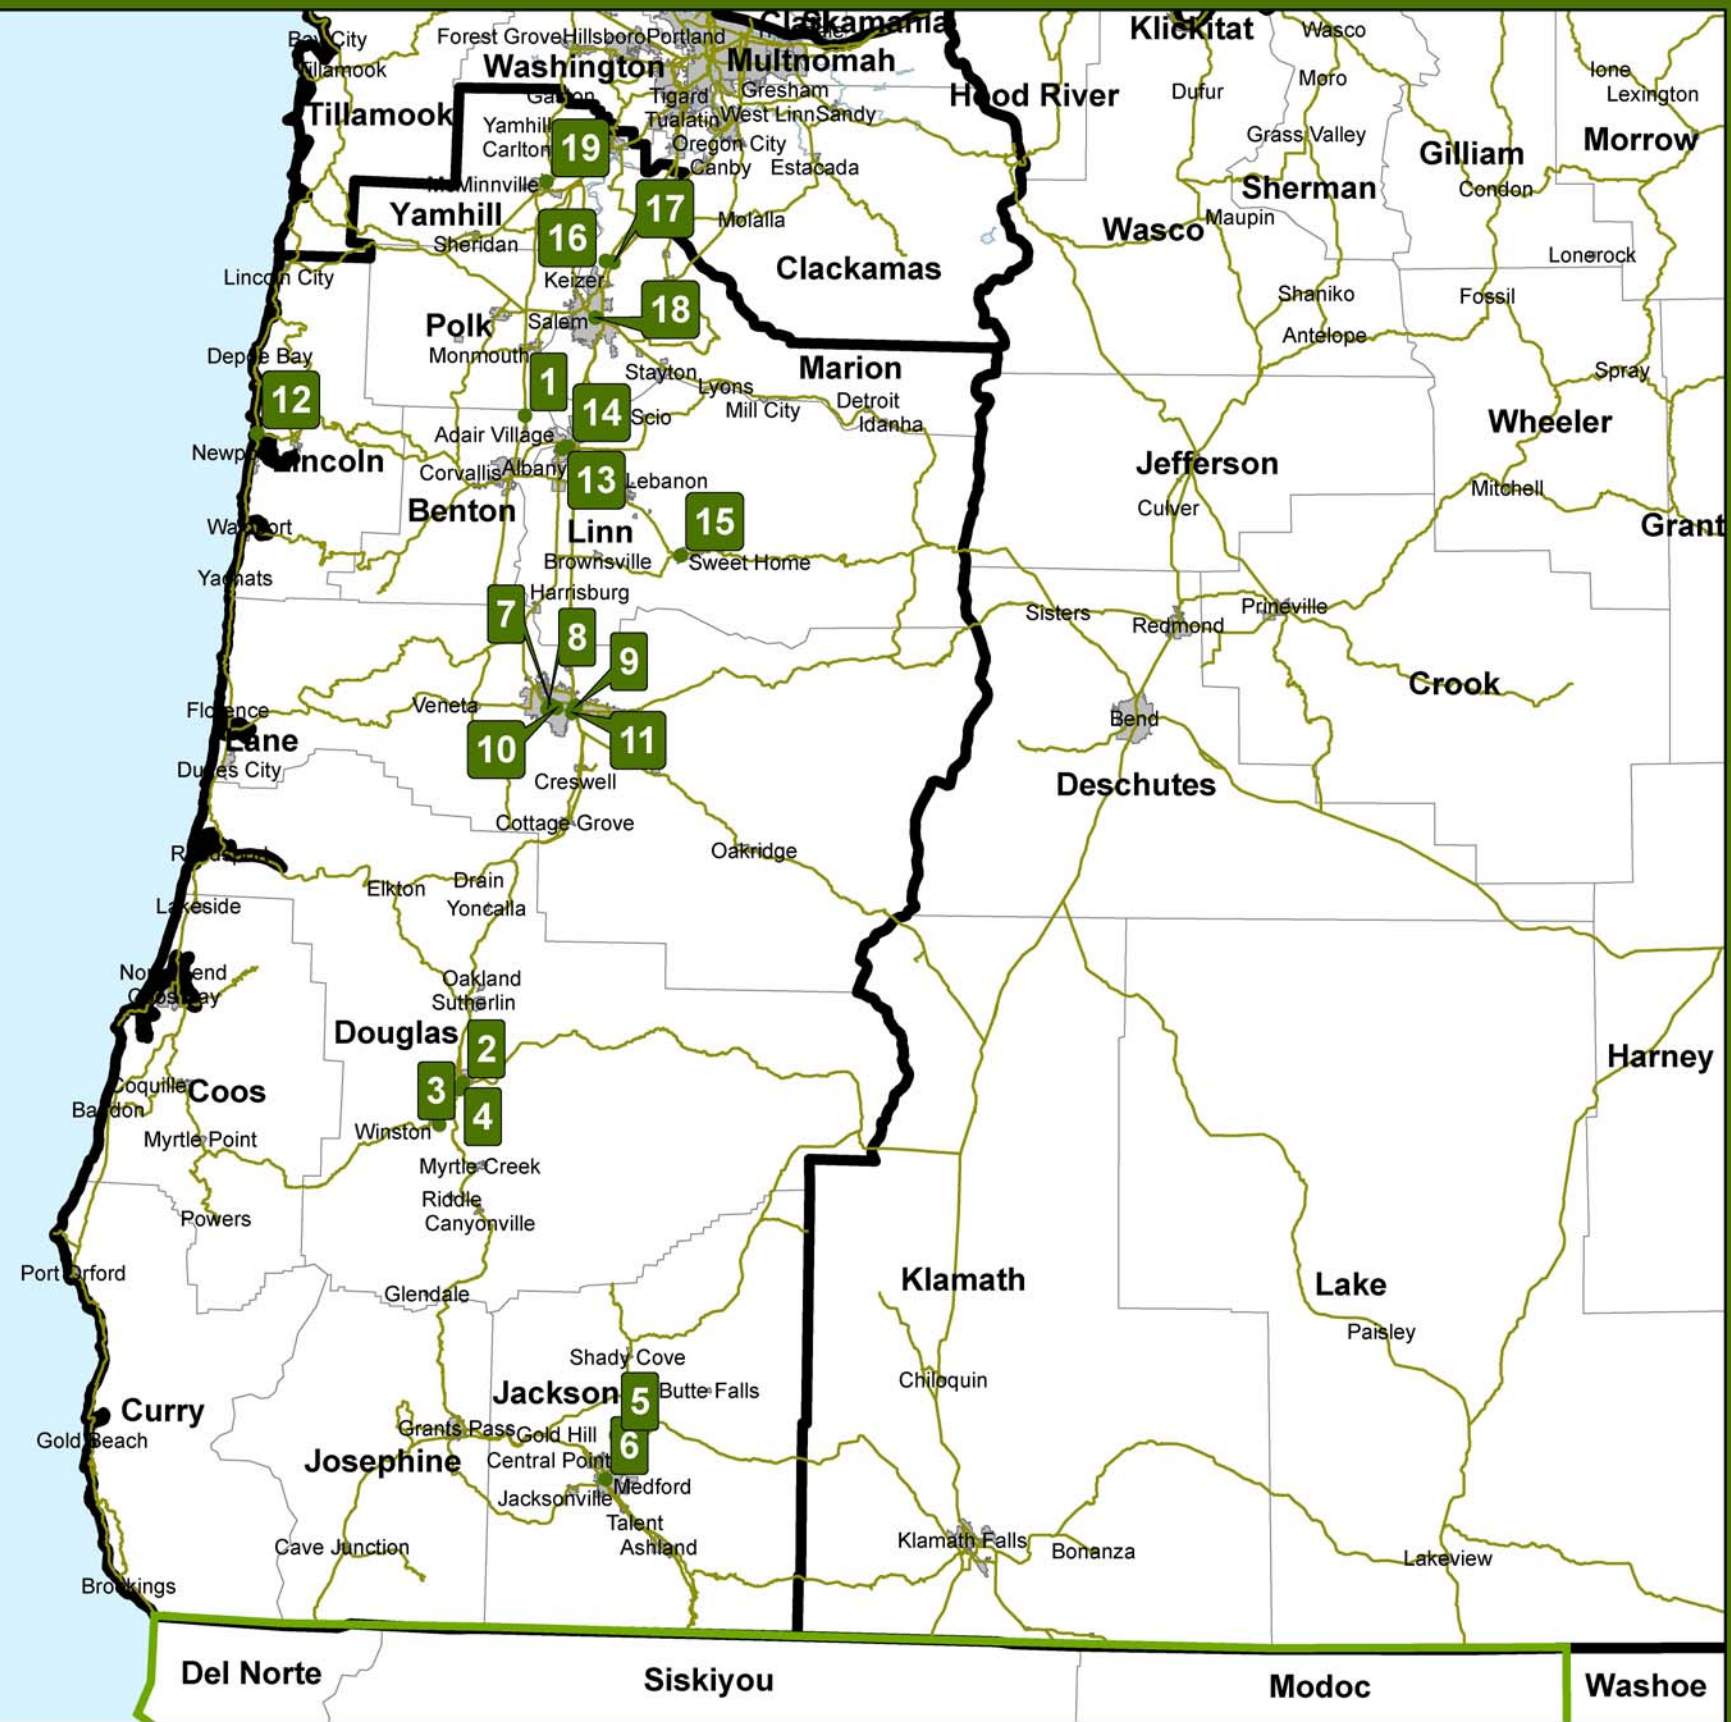 Clackamania
Klickitat
Wasco
Bay City
Forest Grove
Hillsboro
Portland
Washington
Multnomah
Tillamook
Moro
Ione
Lexington
Gaston
Tigard
Gresham
Hood River
Dufur
Tillamook
Yamhill
Carlton
19
Tualatin
West Linn
Sandy
Oregon City
Canby
Estacada
Grass Valley
Gilliam
Morrow
McMinnville
Sherman
Condon
Yamhill
17
Molalla
Wasco
Maupin
Sheridan
16
Lonerock
Lincoln City
Keizer
Clackamas
Shaniko
Fossil
Polk
Salem
18
Antelope
Depoe Bay
Monmouth
Marion
Stayton
Spray
12
1
Lyons
Mill City
Detroit
Idanha
14
Scio
Wheeler
Adair Village
Newport
Lincoln
Corvallis
Albany
13
Lebanon
Jefferson
Mitchell
Benton
Culver
Waldport
Linn
15
Grant
Brownsville
Sweet Home
Yachats
Harrisburg
7
8
Sisters
Redmond
Prineville
9
Crook
Florence
Veneta
Bend
Lane
10
11
Dunes City
Creswell
Deschutes
Cottage Grove
Reedsport
Oakridge
Elkton
Drain
Lakeside
Yoncalla
North Bend
Coos Bay
Oakland
Sutherlin
Douglas
2
Harney
3
Coquille
Coos
4
Bandon
Winston
Myrtle Point
Myrtle Creek
Riddle
Powers
Canyonville
Port Orford
Glendale
Klamath
Lake
Paisley
Shady Cove
Jackson
5
Butte Falls
Chiloquin
Curry
Grants Pass
Gold Hill
6
Gold Beach
Josephine
Central Point
Medford
Jacksonville
Talent
Cave Junction
Ashland
Klamath Falls
Bonanza
Lakeview
Brookings
Del Norte
Siskiyou
Modoc
Washoe